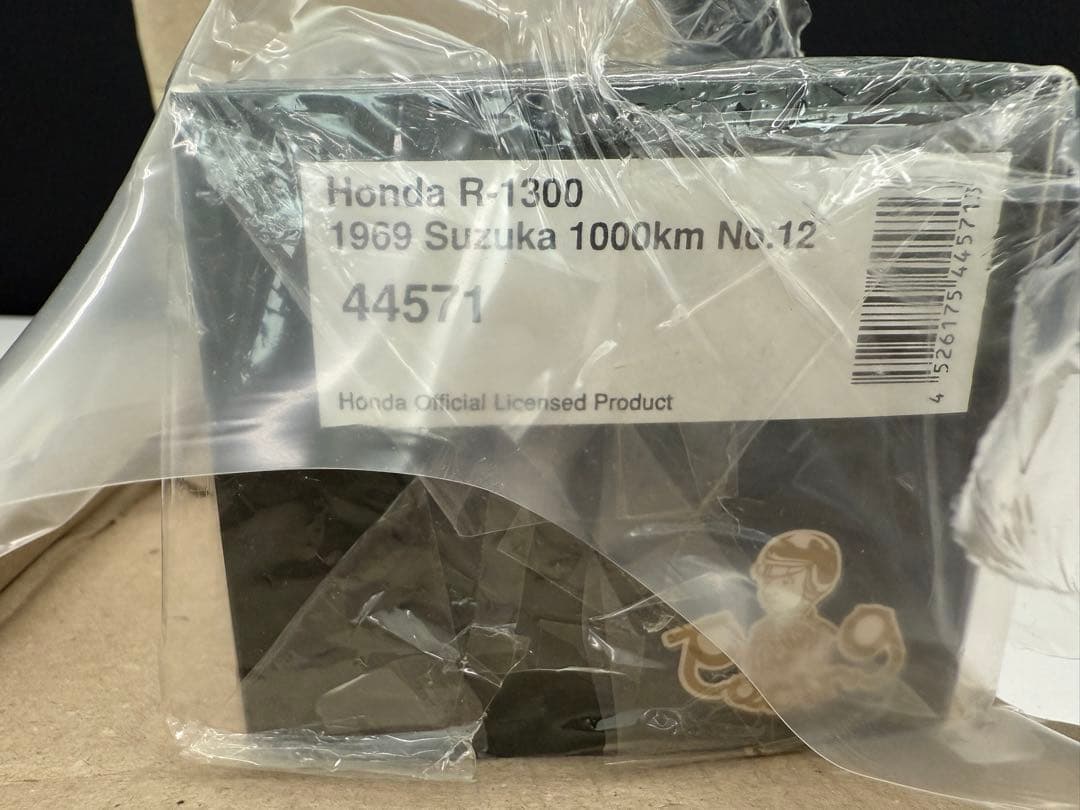 Honda R-1300
1969 Suzuka 1000km No.12
44571
Honda Official Licensed Product
4 526175 445713